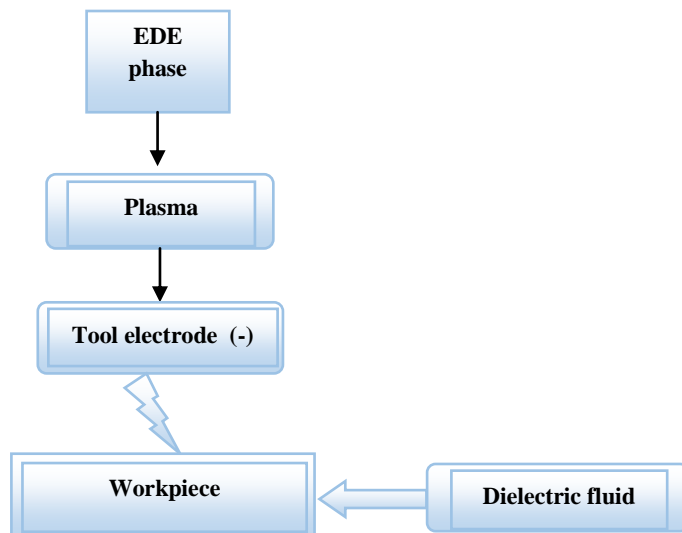 EDE
phase
Plasma
Tool electrode (-)
Workpiece
Dielectric fluid